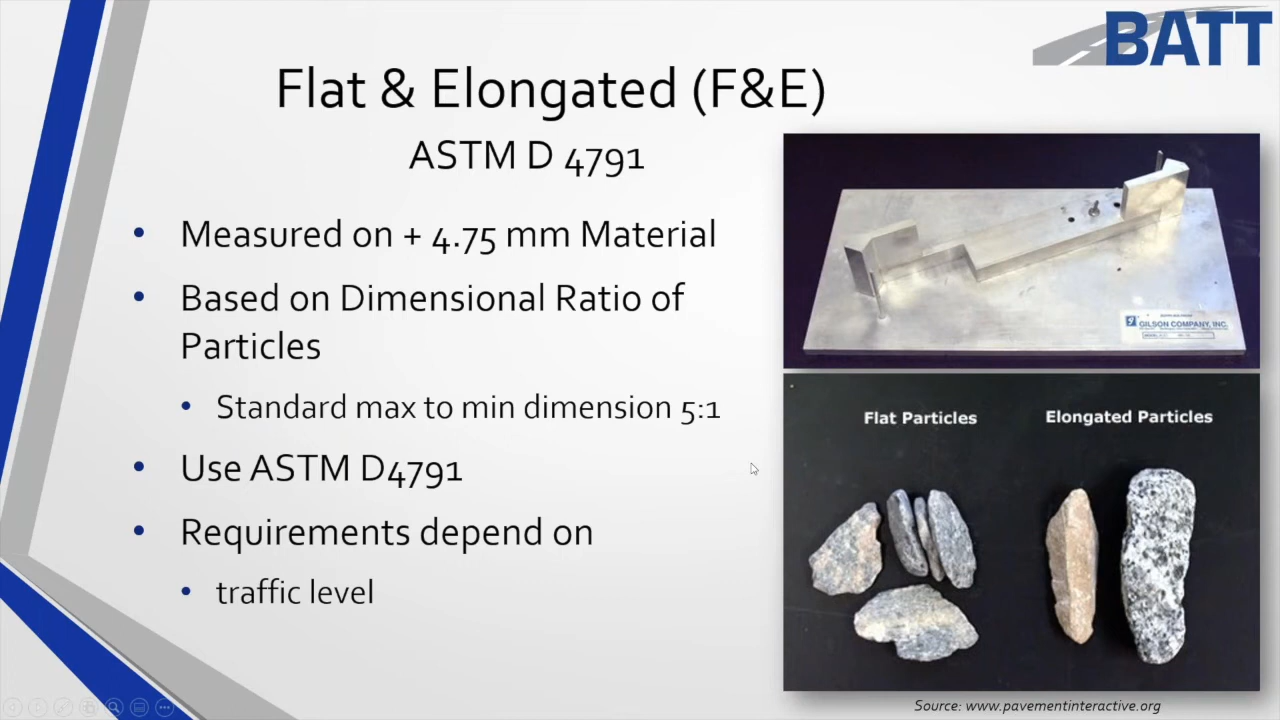 BATT
Flat & Elongated (F&E)
ASTM D 4791
• Measured on + 4.75 mm Material
• Based on Dimensional Ratio of
Particles
• Standard max to min dimension 5:1
• Use ASTM D4791
• Requirements depend on
• traffic level
GILSON COMPANY, INC.
Flat Particles
Elongated Particles
Source: www.pavementinteractive.org